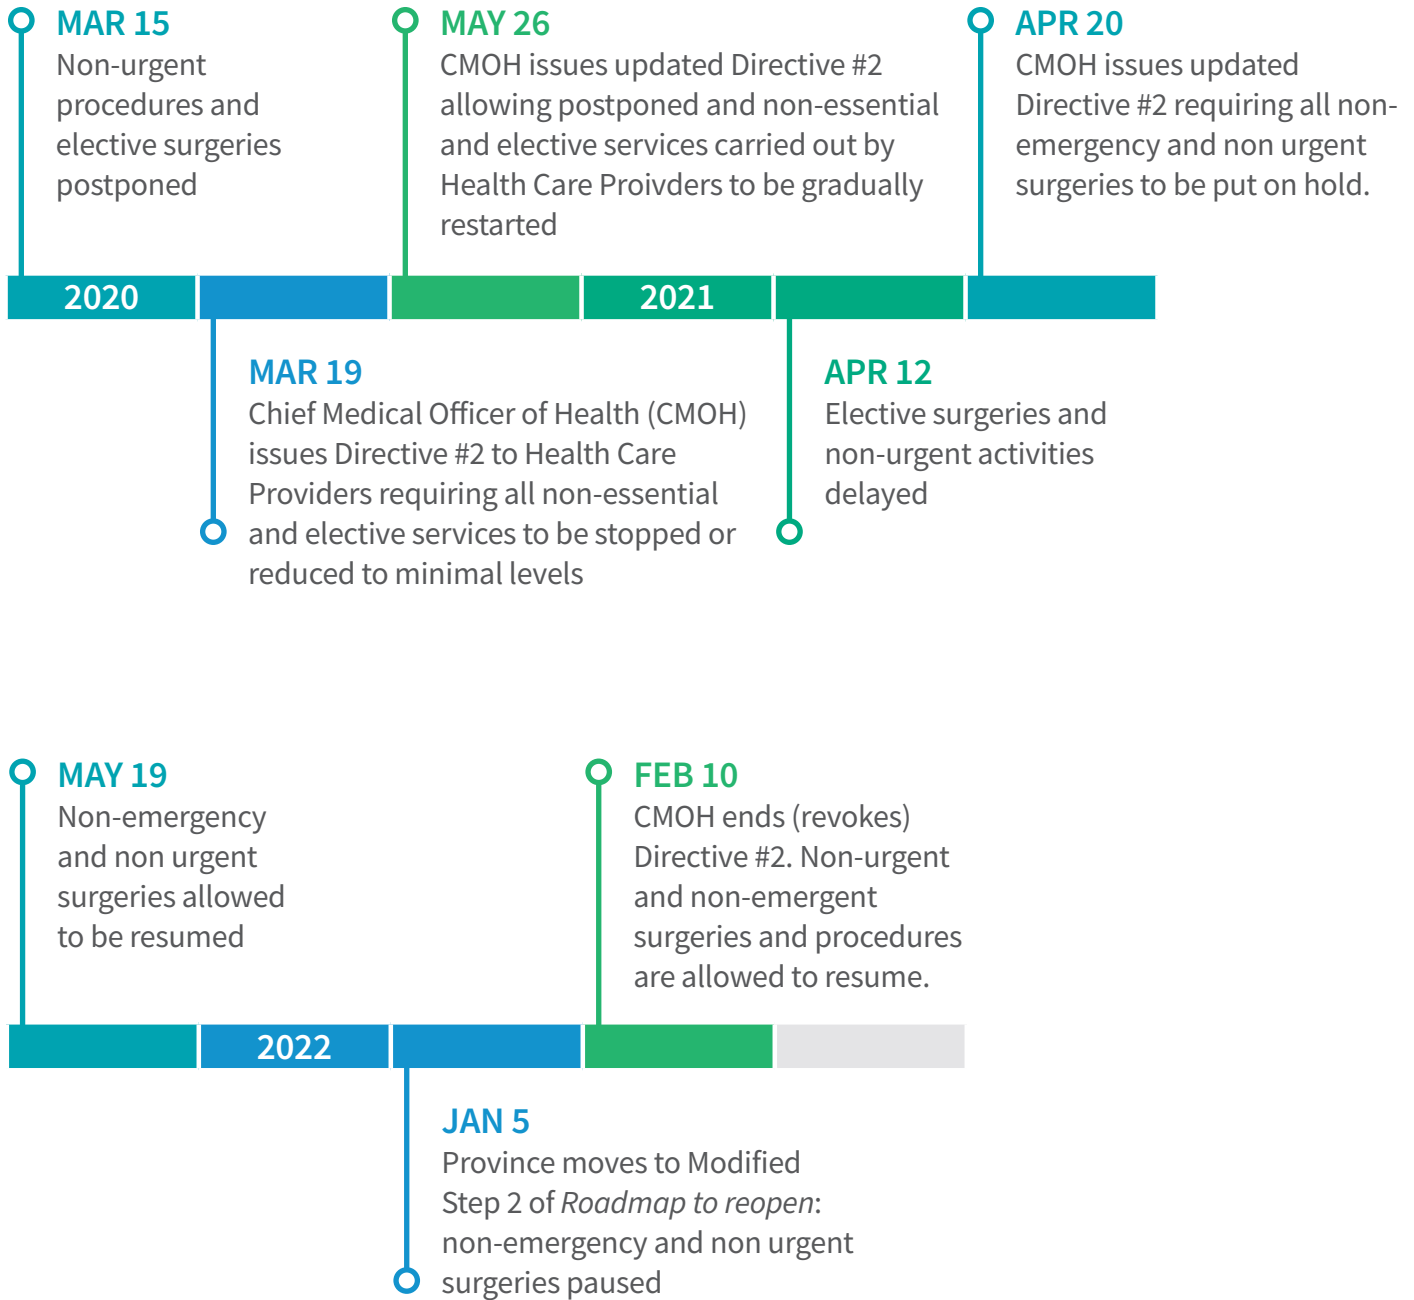 MAR 15
Non-urgent
procedures and
elective surgeries
postponed
MAY 26
CMOH issues updated Directive #2
allowing postponed and non-essential
and elective services carried out by
Health Care Proivders to be gradually
restarted
APR 20
CMOH issues updated
Directive #2 requiring all non-
emergency and non urgent
surgeries to be put on hold.
2020
2021
MAR 19
Chief Medical Officer of Health (CMOH)
issues Directive #2 to Health Care
Providers requiring all non-essential
and elective services to be stopped or
reduced to minimal levels
APR 12
Elective surgeries and
non-urgent activities
delayed
MAY 19
Non-emergency
and non urgent
surgeries allowed
to be resumed
FEB 10
CMOH ends (revokes)
Directive #2. Non-urgent
and non-emergent
surgeries and procedures
are allowed to resume.
2022
JAN 5
Province moves to Modified
Step 2 of Roadmap to reopen:
non-emergency and non urgent
surgeries paused